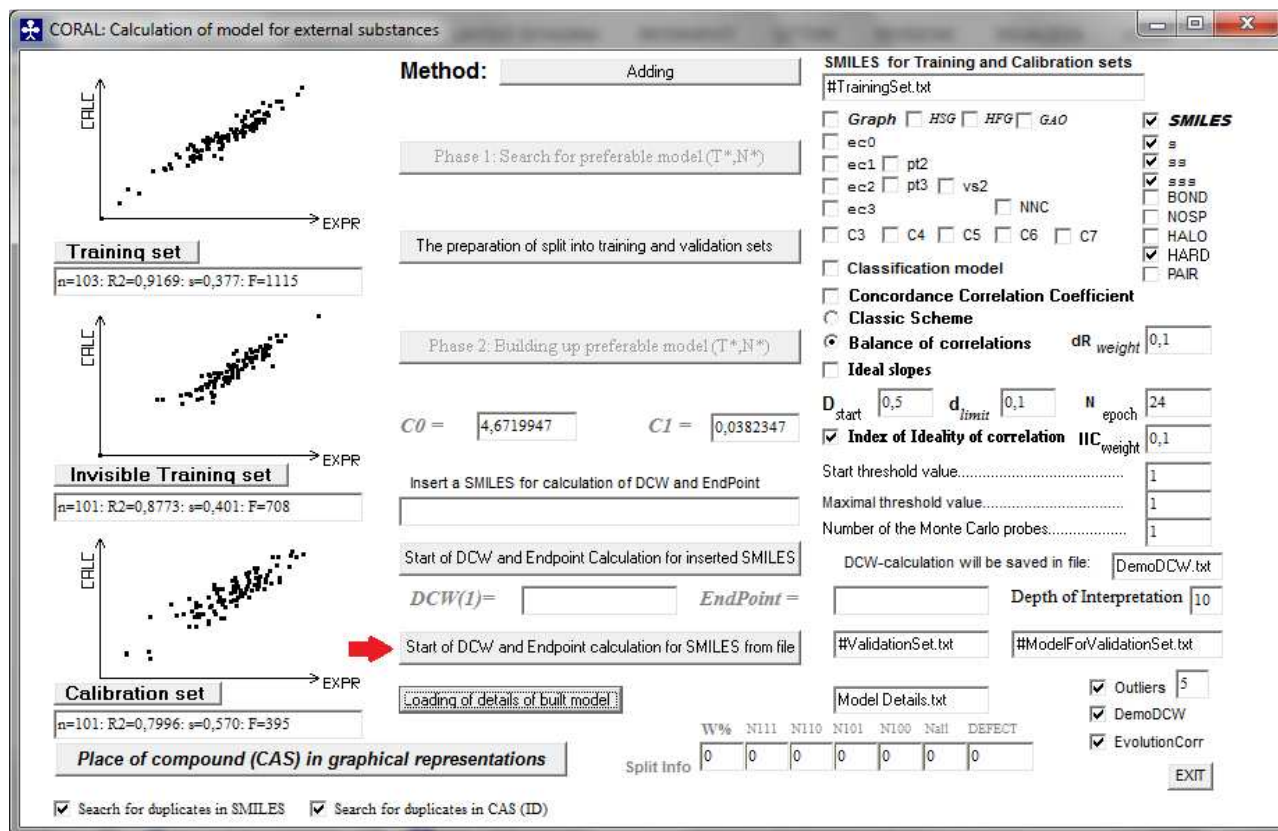 CORAL: Calculation of model for external substances
CALC
EXPR
Training set
n=103: R2=0,9169: s=0,377: F=1115
CALC
EXPR
Invisible Training set
n=101: R2=0,8773: s=0,401: F=708
CALC
EXPR
Calibration set
n=101: R2=0,7996: s=0,570: F=395
Place of compound (CAS) in graphical representations
Seacrh for duplicates in SMILES
Search for duplicates in CAS (ID)
Method: Adding
Phase 1: Search for preferable model (T*,N*)
The preparation of split into training and validation sets
Phase 2: Building up preferable model (T*,N*)
C0 = 4,6719947 C1 = 0,0382347
Insert a SMILES for calculation of DCW and EndPoint
Start of DCW and Endpoint Calculation for inserted SMILES
DCW(1)= EndPoint =
Start of DCW and Endpoint calculation for SMILES from file
#ValidationSet.txt #ModelForValidationSet.txt
Loading of details of built model
Model Details.txt
W% N111 N110 N101 N100 Nall DEFECT
Split Info 0 0 0 0 0 0 0
SMILES for Training and Calibration sets
#TrainingSet.txt
Graph HSG HFG GAO
ec0
ec1 pt2
ec2 pt3 vs2
ec3 NNC
C3 C4 C5 C6 C7
SMILES
s
ss
sss
BOND
NOSP
HALO
HARD
PAIR
Classification model
Concordance Correlation Coefficient
Classic Scheme
Balance of correlations dR weight 0,1
Ideal slopes
D start 0,5 d limit 0,1 N epoch 24
Index of Ideality of correlation IIC weight 0,1
Start threshold value.................................................. 1
Maximal threshold value.................................... 1
Number of the Monte Carlo probes.................... 1
DCW-calculation will be saved in file: DemoDCW.txt
Depth of Interpretation 10
Outliers 5
DemoDCW
EvolutionCorr
EXIT